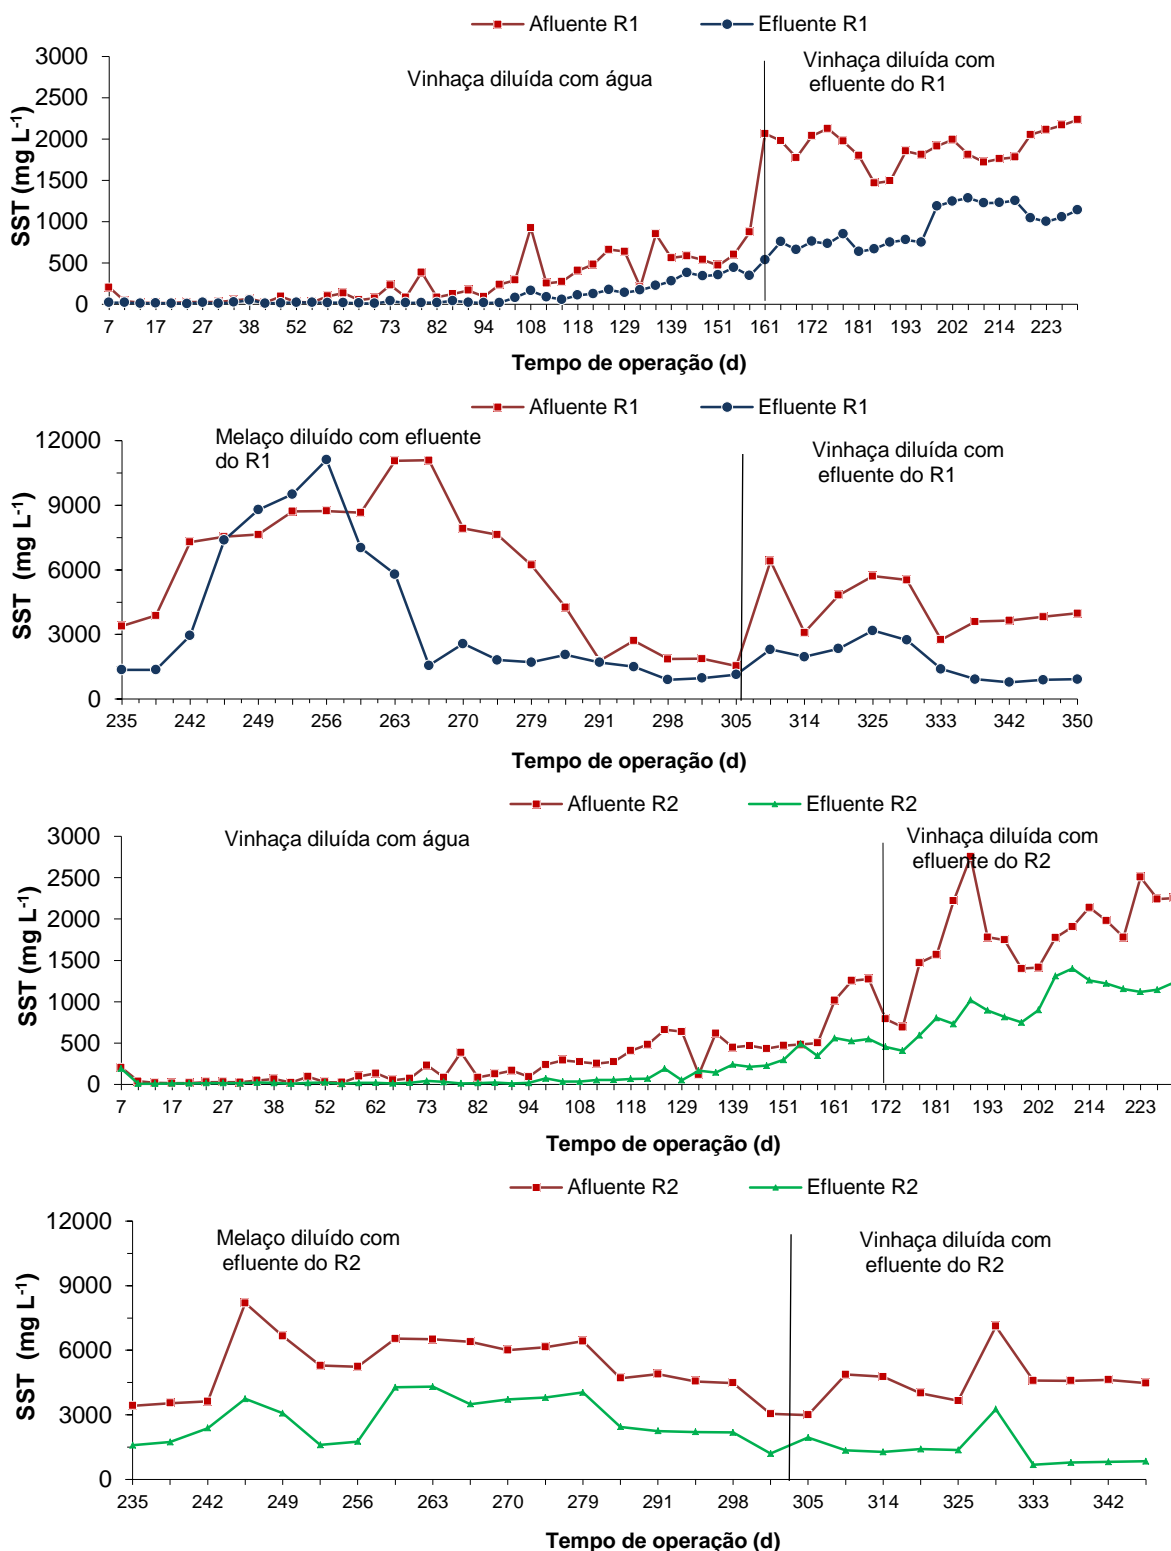 Afluente R1 Efluente R1
3000
2500
2000
1500
1000
500
0
SST (mg L-1)
Vinhaça diluída com água
Vinhaça diluída com
efluente do R1
7 17 27 38 52 62 73 82 94 108 118 129 139 151 161 172 181 193 202 214 223
Tempo de operação (d)
Afluente R1 Efluente R1
12000
9000
6000
3000
0
SST (mg L-1)
Melaço diluído com efluente
do R1
Vinhaça diluída com
efluente do R1
235 242 249 256 263 270 279 291 298 305 314 325 333 342 350
Tempo de operação (d)
Afluente R2 Efluente R2
3000
2500
2000
1500
1000
500
0
SST (mg L-1)
Vinhaça diluída com água
Vinhaça diluída com
efluente do R2
7 17 27 38 52 62 73 82 94 108 118 129 139 151 161 172 181 193 202 214 223
Tempo de operação (d)
Afluente R2 Efluente R2
12000
9000
6000
3000
0
SST (mg L-1)
Melaço diluído com
efluente do R2
Vinhaça diluída com
efluente do R2
235 242 249 256 263 270 279 291 298 305 314 325 333 342
Tempo de operação (d)